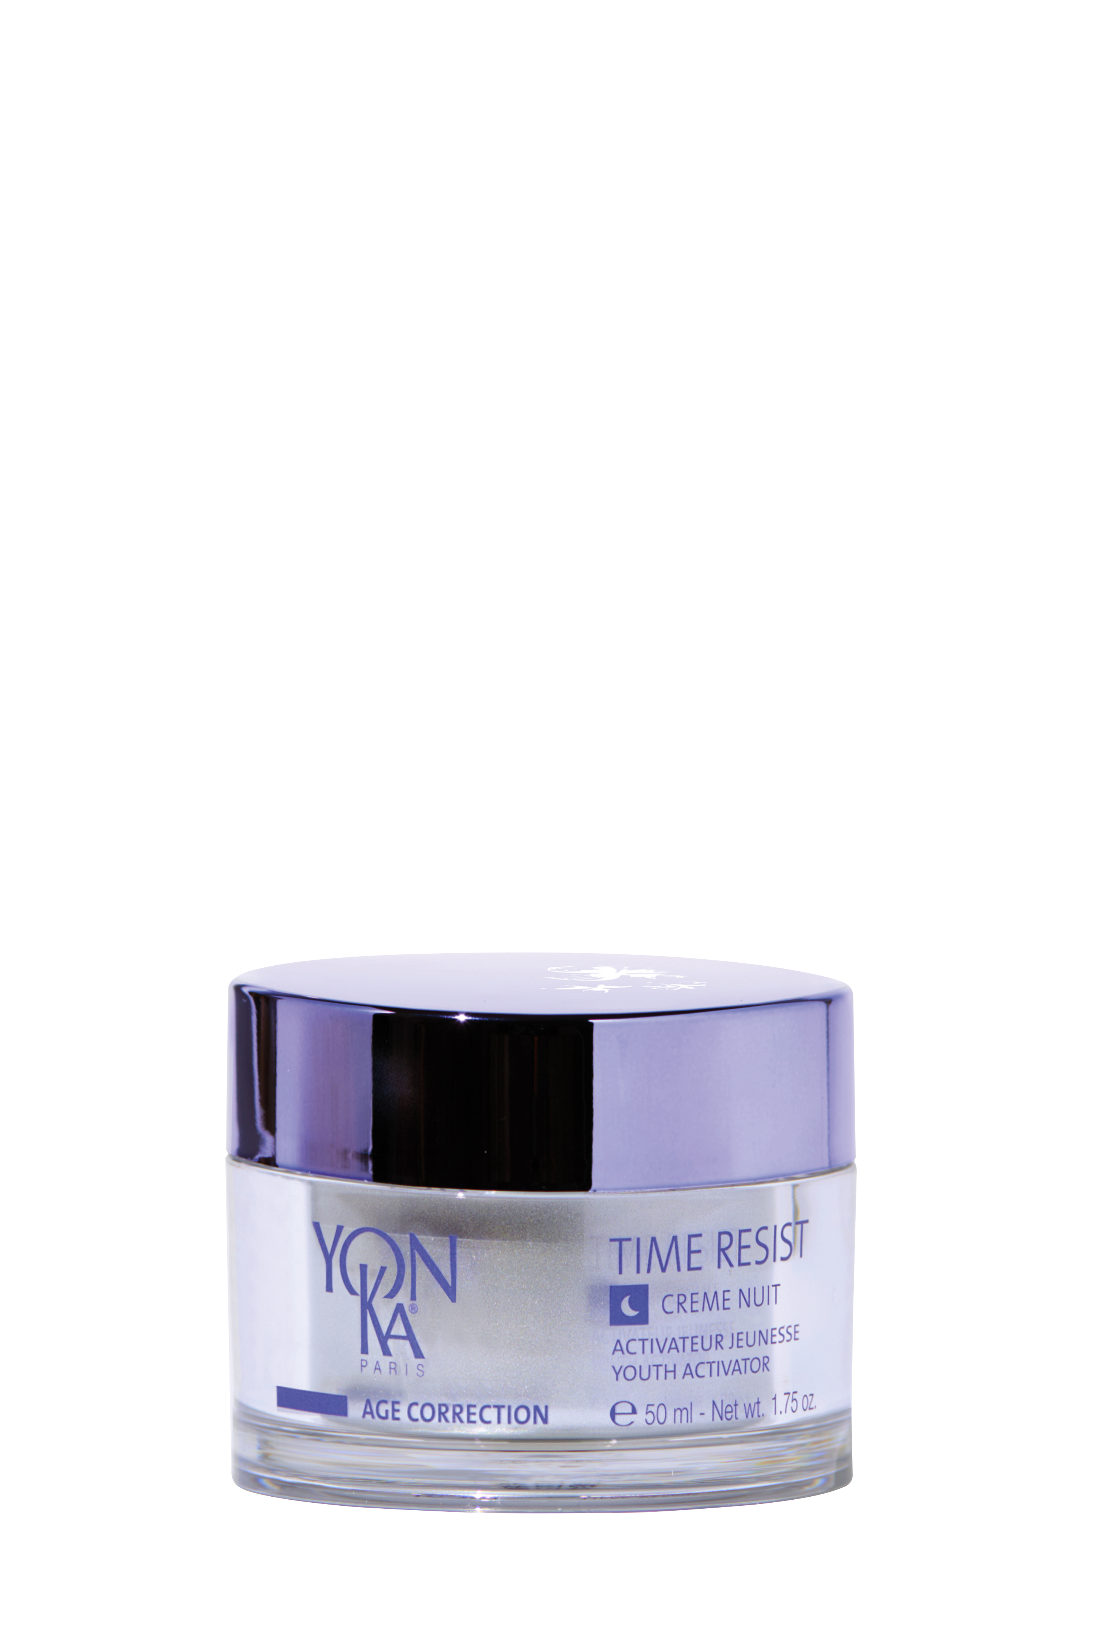 YON
KA®
PARIS
AGE CORRECTION
TIME RESIST
CREME NUIT
ACTIVATEUR JEUNESSE
YOUTH ACTIVATOR
℮ 50 ml - Net wt. 1.75 oz.